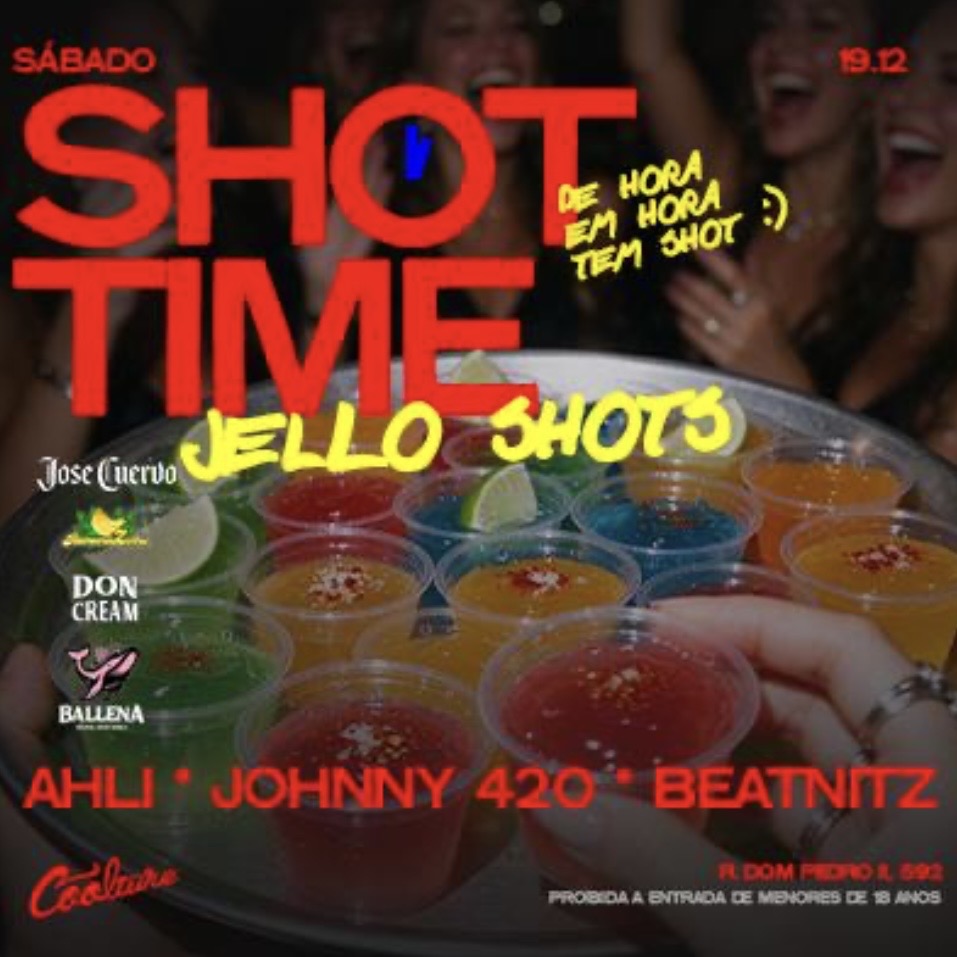 SÁBADO
19.12
SHOT
TIME
DE HORA
EM HORA
TEM SHOT :)
JELLO SHOTS
Jose Cuervo
DON
CREAM
BALLENA
AHLI * JOHNNY 420 * BEATNITZ
Coolture
R. DOM PEDRO II, 592
PROIBIDA A ENTRADA DE MENORES DE 18 ANOS